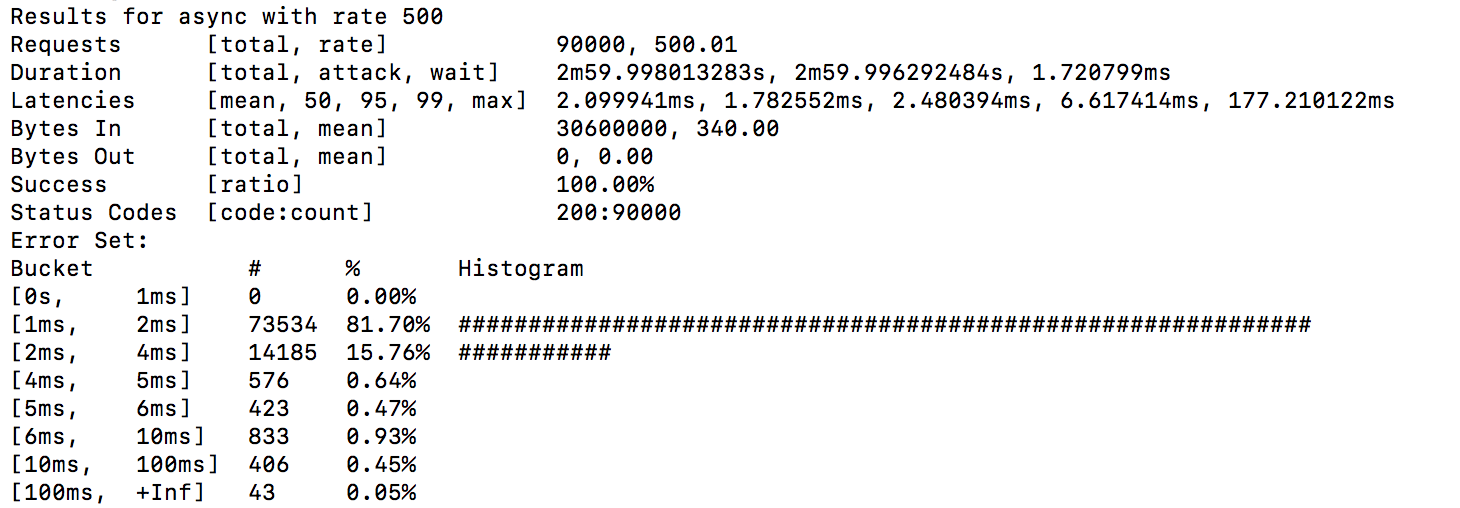 Results for async with rate 500
Requests      [total, rate]            90000, 500.01
Duration      [total, attack, wait]    2m59.998013283s, 2m59.996292484s, 1.720799ms
Latencies     [mean, 50, 95, 99, max]  2.099941ms, 1.782552ms, 2.480394ms, 6.617414ms, 177.210122ms
Bytes In      [total, mean]            30600000, 340.00
Bytes Out     [total, mean]            0, 0.00
Success       [ratio]                  100.00%
Status Codes  [code:count]             200:90000
Error Set:
Bucket           #      %       Histogram
[0s,     1ms]    0      0.00%
[1ms,    2ms]    73534  81.70%  #############################################################
[2ms,    4ms]    14185  15.76%  ###########
[4ms,    5ms]    576    0.64%
[5ms,    6ms]    423    0.47%
[6ms,    10ms]   833    0.93%
[10ms,   100ms]  406    0.45%
[100ms,  +Inf]   43     0.05%